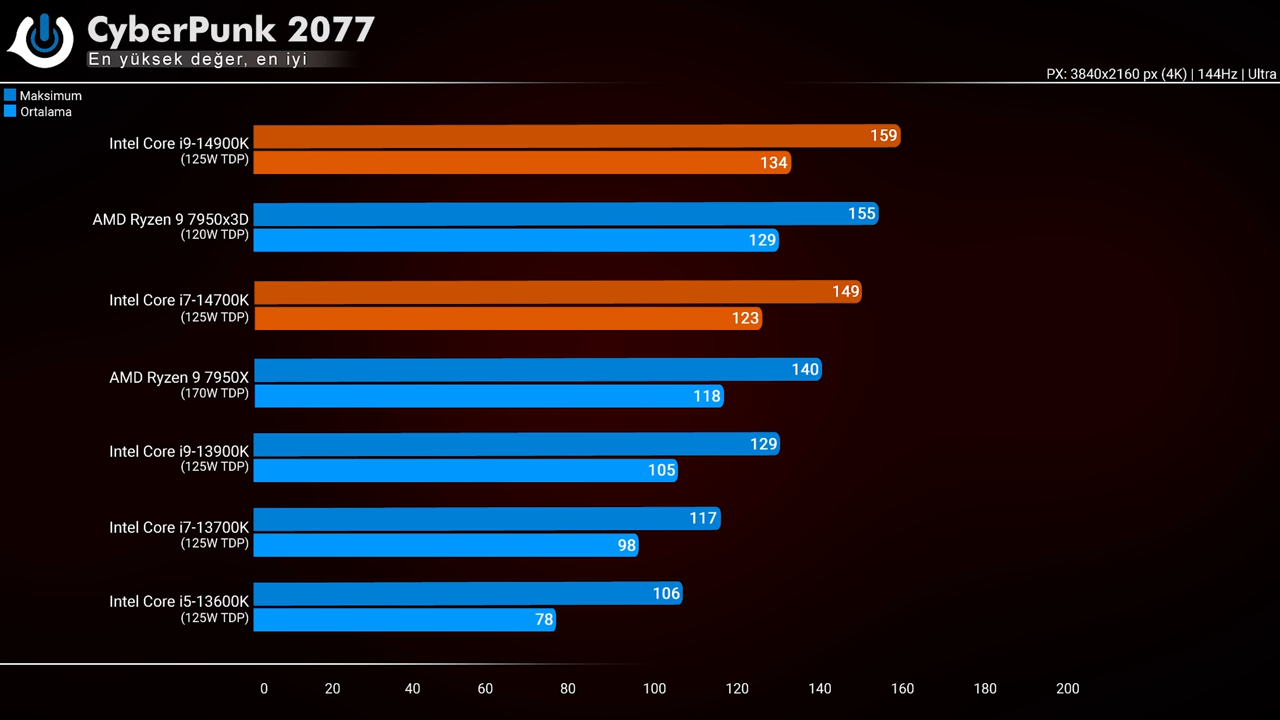 CyberPunk 2077
En yüksek değer, en iyi
PX: 3840x2160 px (4K) | 144Hz | Ultra
Maksimum
Ortalama
Intel Core i9-14900K
(125W TDP)
159
134
AMD Ryzen 9 7950x3D
(120W TDP)
155
129
Intel Core i7-14700K
(125W TDP)
149
123
AMD Ryzen 9 7950X
(170W TDP)
140
118
Intel Core i9-13900K
(125W TDP)
129
105
Intel Core i7-13700K
(125W TDP)
117
98
Intel Core i5-13600K
(125W TDP)
106
78
0 20 40 60 80 100 120 140 160 180 200